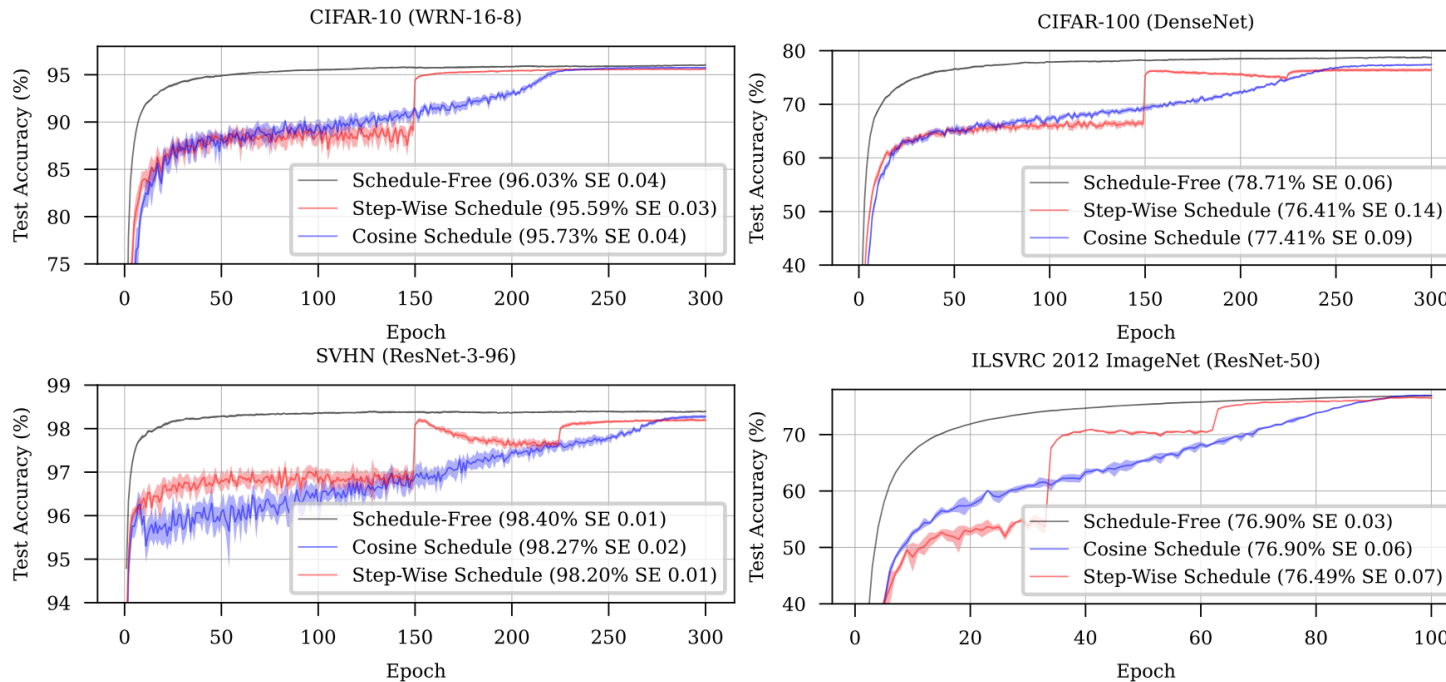 CIFAR-10 (WRN-16-8)
Test Accuracy (%)
95
90
85
80
75
Schedule-Free (96.03% SE 0.04)
Step-Wise Schedule (95.59% SE 0.03)
Cosine Schedule (95.73% SE 0.04)
0 50 100 150 200 250 300
Epoch
CIFAR-100 (DenseNet)
Test Accuracy (%)
80
70
60
50
40
Schedule-Free (78.71% SE 0.06)
Step-Wise Schedule (76.41% SE 0.14)
Cosine Schedule (77.41% SE 0.09)
0 50 100 150 200 250 300
Epoch
SVHN (ResNet-3-96)
Test Accuracy (%)
99
98
97
96
95
94
Schedule-Free (98.40% SE 0.01)
Cosine Schedule (98.27% SE 0.02)
Step-Wise Schedule (98.20% SE 0.01)
0 50 100 150 200 250 300
Epoch
ILSVRC 2012 ImageNet (ResNet-50)
Test Accuracy (%)
70
60
50
40
Schedule-Free (76.90% SE 0.03)
Cosine Schedule (76.90% SE 0.06)
Step-Wise Schedule (76.49% SE 0.07)
0 20 40 60 80 100
Epoch